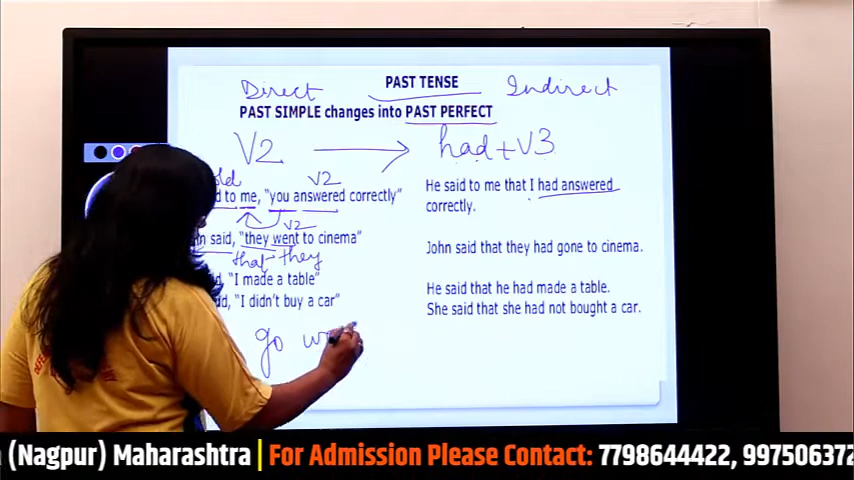 PAST TENSE
Direct Indirect
PAST SIMPLE changes into PAST PERFECT
V2 → had+V3
V2
to me, "you answered correctly"
He said to me that I had answered
correctly.
V2
said, "they went to cinema"
John said that they had gone to cinema.
that they
"I made a table"
He said that he had made a table.
"I didn't buy a car"
She said that she had not bought a car.
go
(Nagpur) Maharashtra | For Admission Please Contact: 7798644422, 997506372